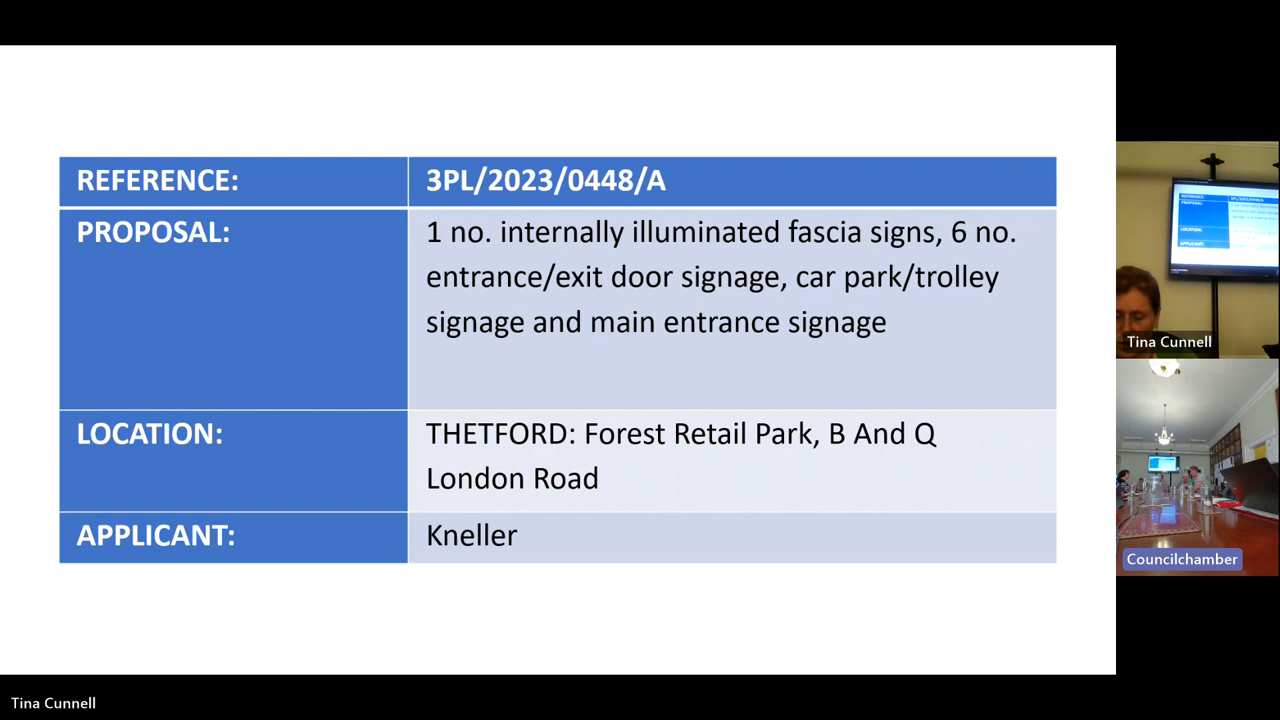 REFERENCE: 3PL/2023/0448/A
PROPOSAL: 1 no. internally illuminated fascia signs, 6 no.
entrance/exit door signage, car park/trolley
signage and main entrance signage
LOCATION: THETFORD: Forest Retail Park, B And Q
London Road
APPLICANT: Kneller
Tina Cunnell
Councilchamber
Tina Cunnell